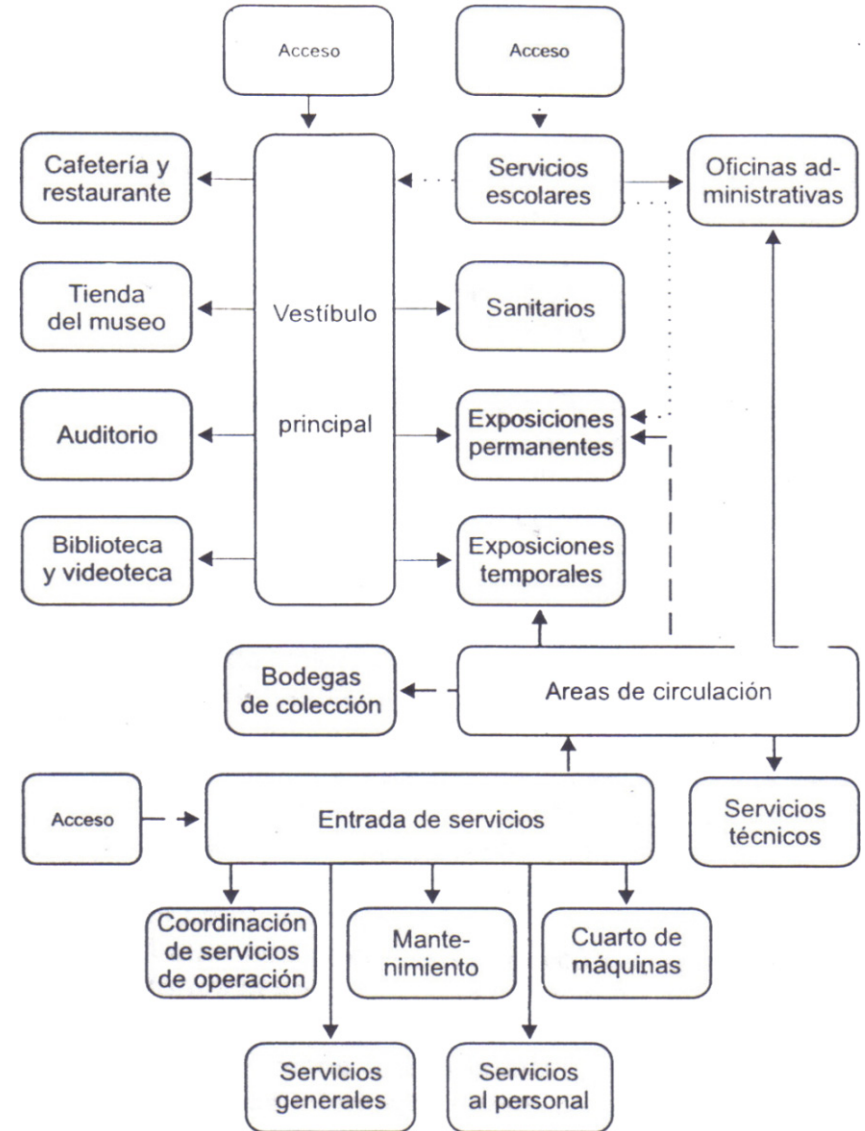 Acceso
Acceso
Cafetería y
restaurante
Servicios
escolares
Oficinas ad-
ministrativas
Tienda
del museo
Vestíbulo
Sanitarios
Auditorio
principal
Exposiciones
permanentes
Biblioteca
y videoteca
Exposiciones
temporales
Bodegas
de colección
Areas de circulación
Acceso
Entrada de servicios
Servicios
técnicos
Coordinación
de servicios
de operación
Mante-
nimiento
Cuarto de
máquinas
Servicios
generales
Servicios
al personal